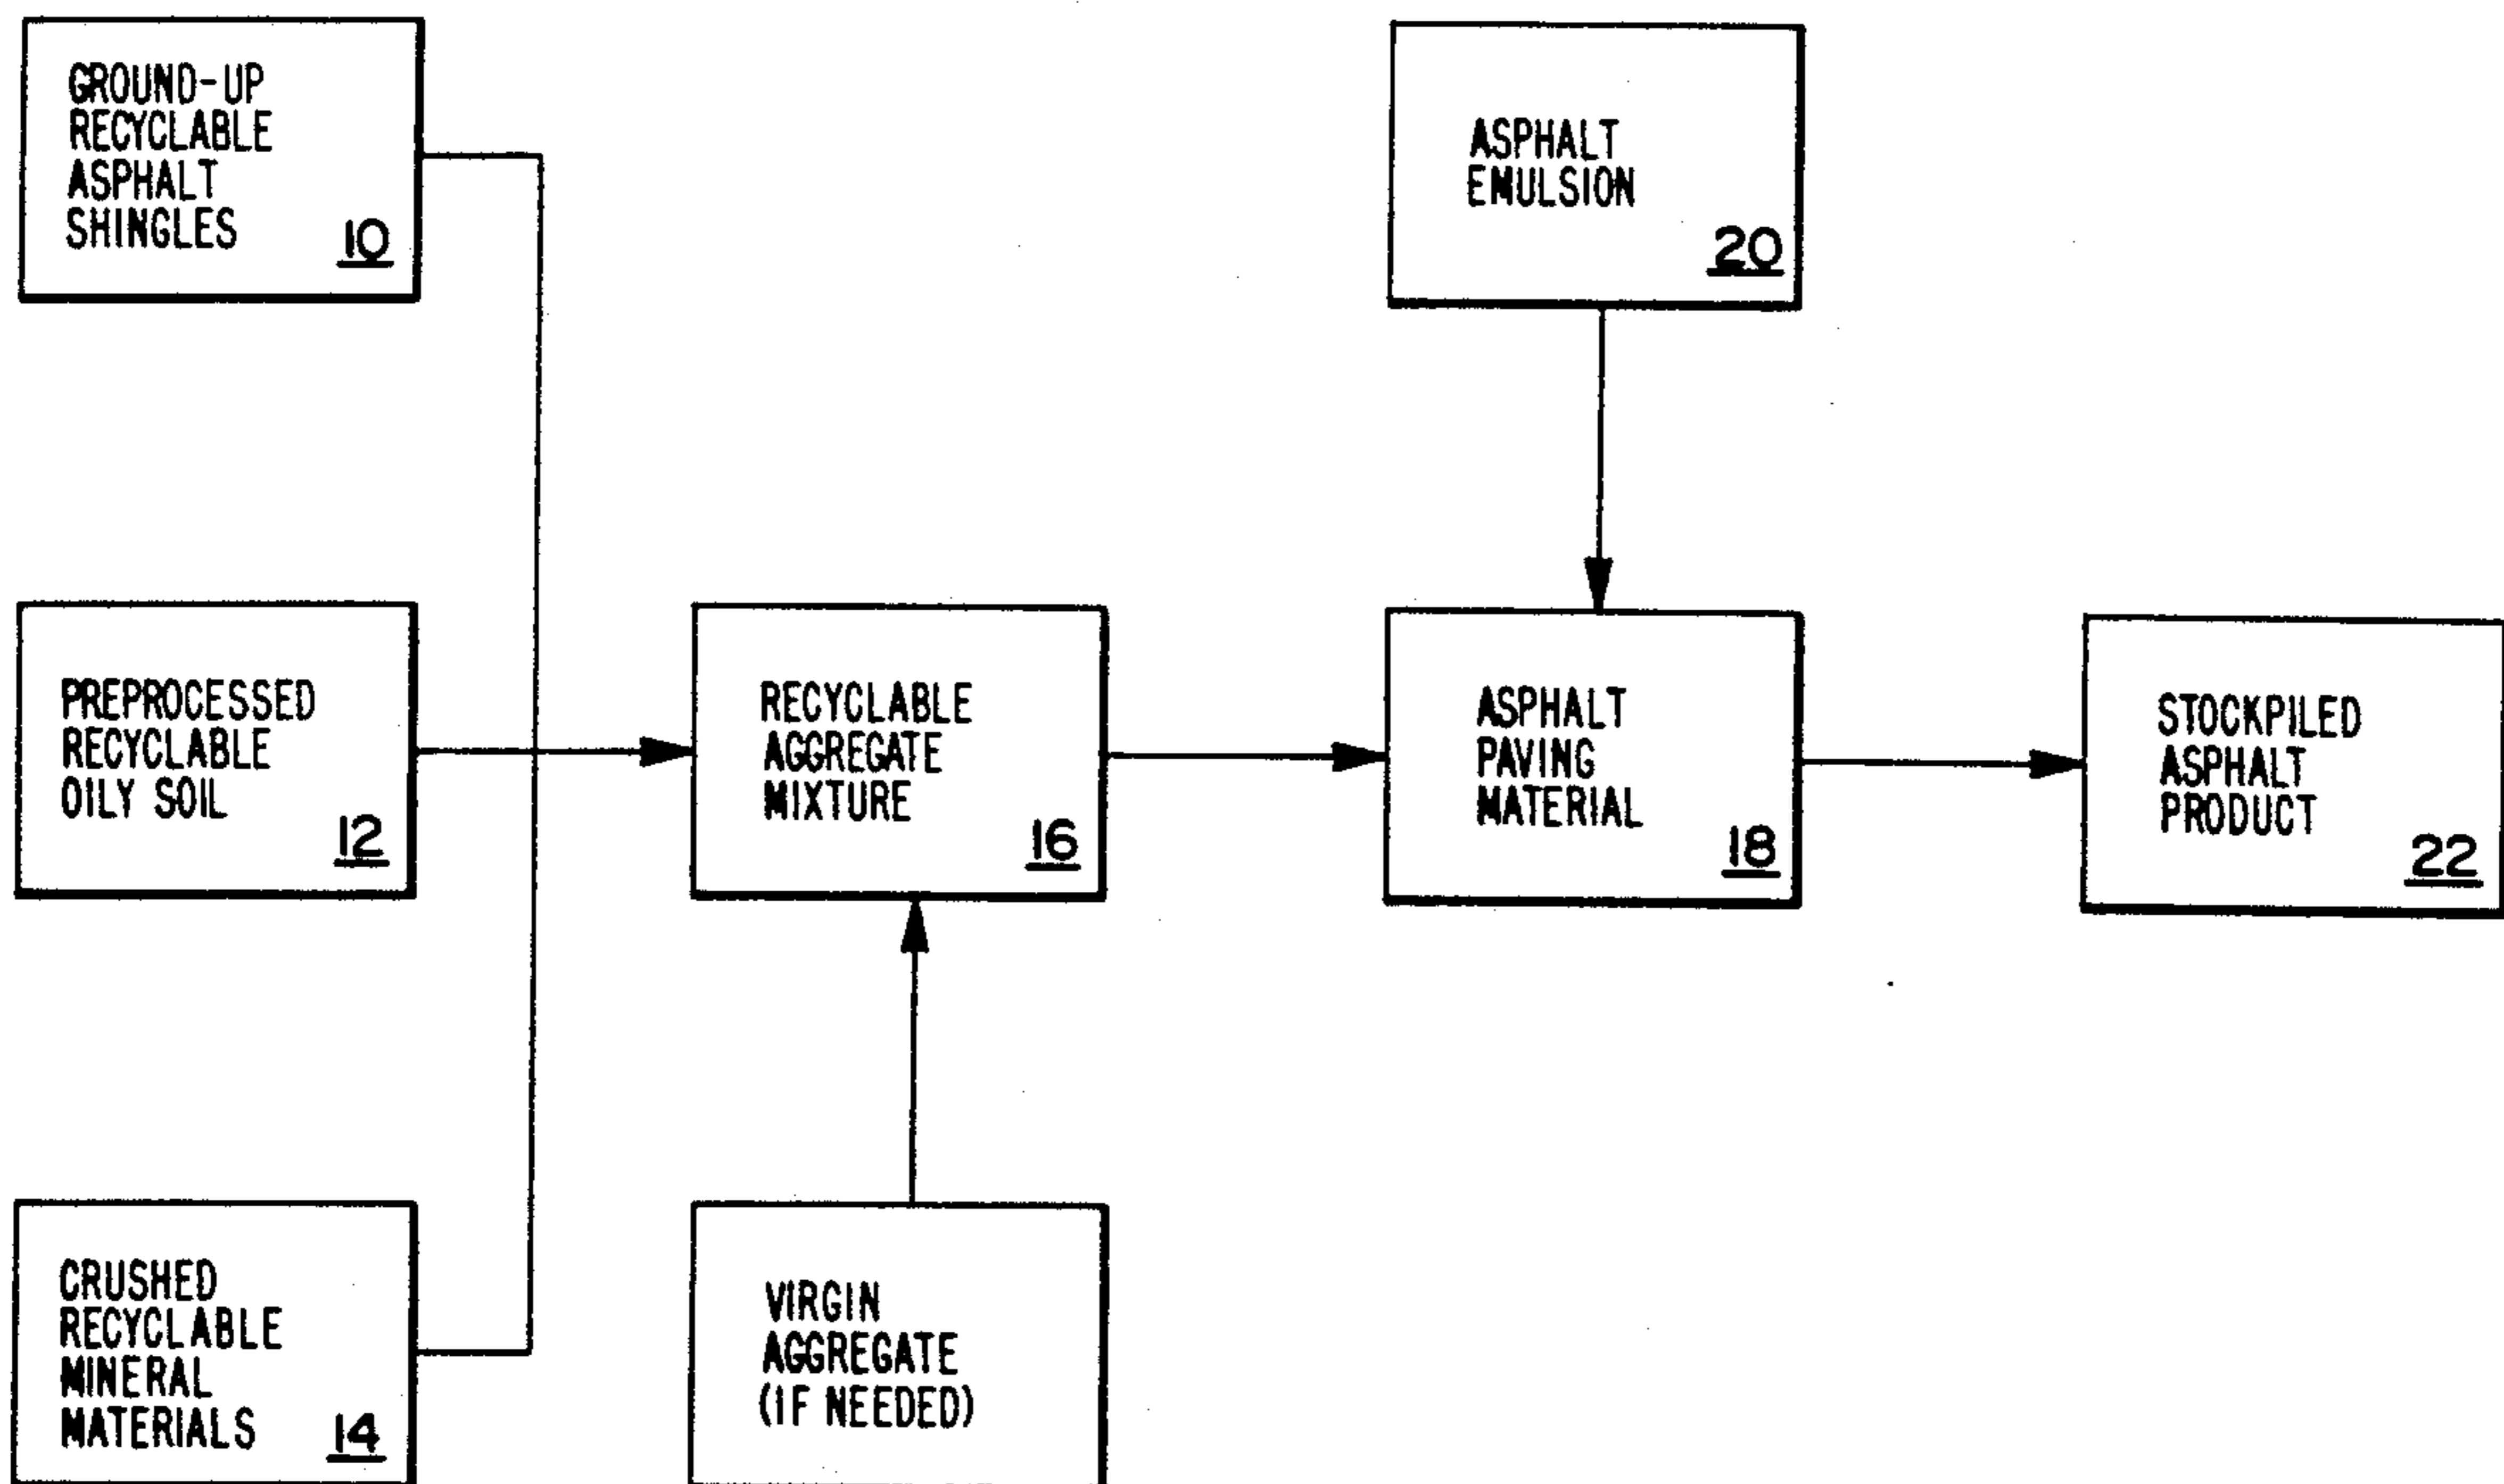 GROUND-UP
RECYCLABLE
ASPHALT
SHINGLES
10
ASPHALT
EMULSION
20
PREPROCESSED
RECYCLABLE
OILY SOIL
12
RECYCLABLE
AGGREGATE
MIXTURE
16
ASPHALT
PAVING
MATERIAL
18
STOCKPILED
ASPHALT
PRODUCT
22
CRUSHED
RECYCLABLE
MINERAL
MATERIALS
14
VIRGIN
AGGREGATE
(IF NEEDED)